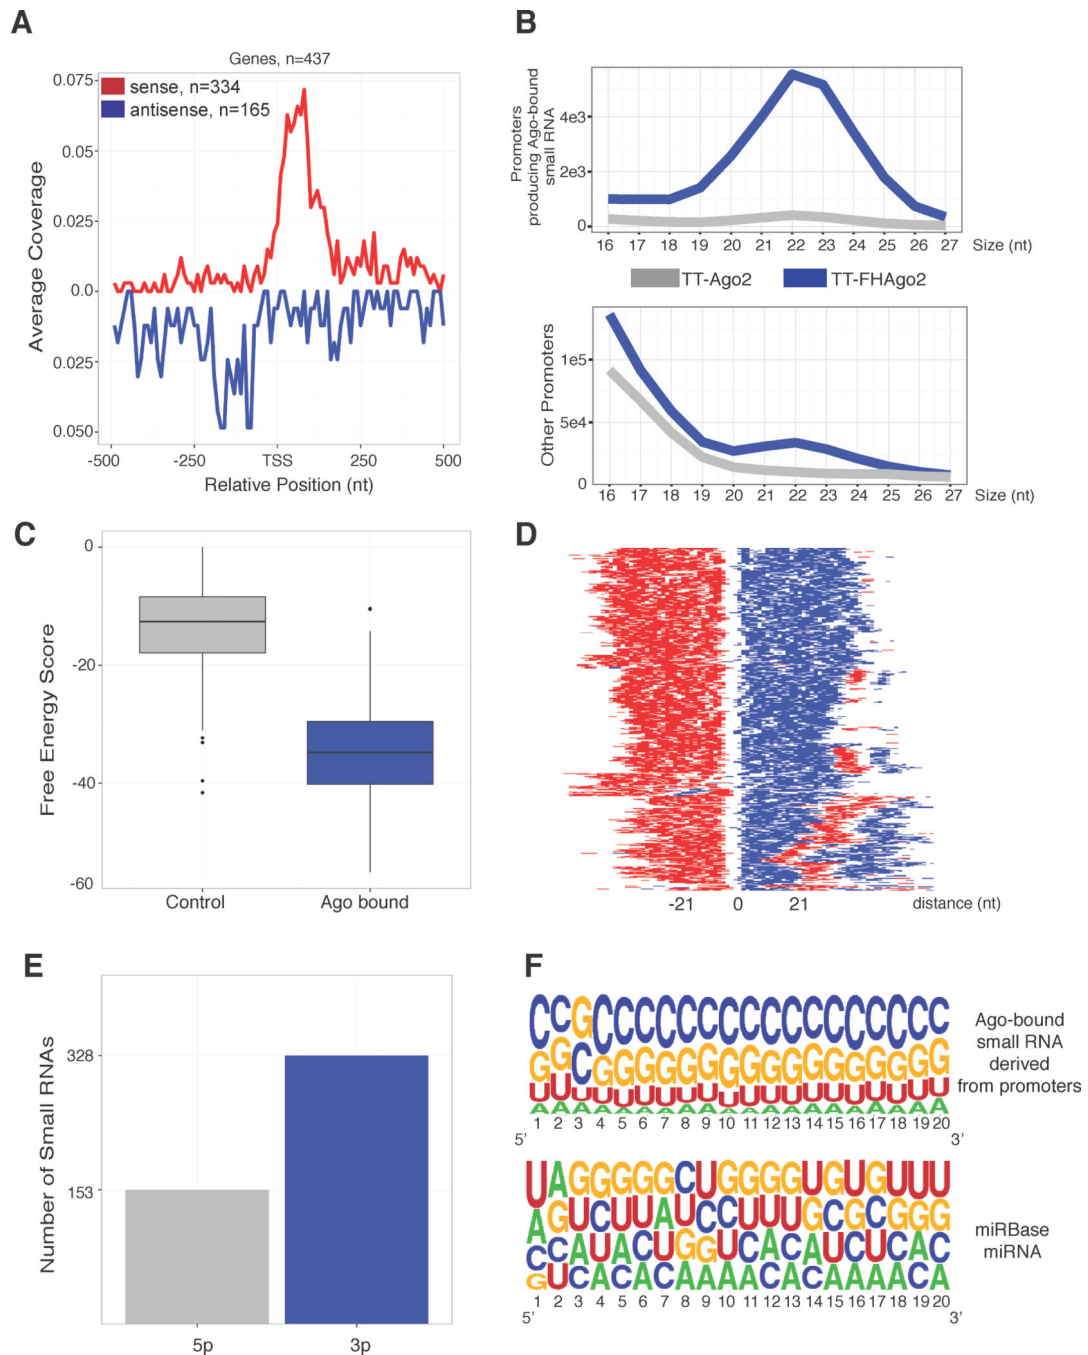 A
Genes, n=437
sense, n=334
antisense, n=165
0.075
0.050
0.025
0.0
0.025
0.050
Average Coverage
-500 -250 TSS 250 500
Relative Position (nt)
B
Promoters
producing Ago-bound
small RNA
4e3
2e3
0
16 17 18 19 20 21 22 23 24 25 26 27 Size (nt)
TT-Ago2 TT-FHAgo2
Other Promoters
1e5
5e4
0
16 17 18 19 20 21 22 23 24 25 26 27 Size (nt)
C
Free Energy Score
0
-20
-40
-60
Control Ago bound
D
-21 0 21 distance (nt)
E
Number of Small RNAs
328
153
5p 3p
F
CCGCCCCCCCCCCCCCCCCC
GGCGGGGGGGGGGGGGGGGG
UUUUUUUUUUUUUUUUUUUU
AAAAAAAAAAAAAAAAAAAA
1 2 3 4 5 6 7 8 9 10 11 12 13 14 15 16 17 18 19 20
5’ 3’
Ago-bound
small RNA
derived
from promoters
UAGGGGGCUGGGGUGUGUUU
AGUCUUAUCCUUUGCGCGGG
CCAUACUGGUCACAUCUCAC
GUCACACAAAACACAAAACA
1 2 3 4 5 6 7 8 9 10 11 12 13 14 15 16 17 18 19 20
5’ 3’
miRBase
miRNA